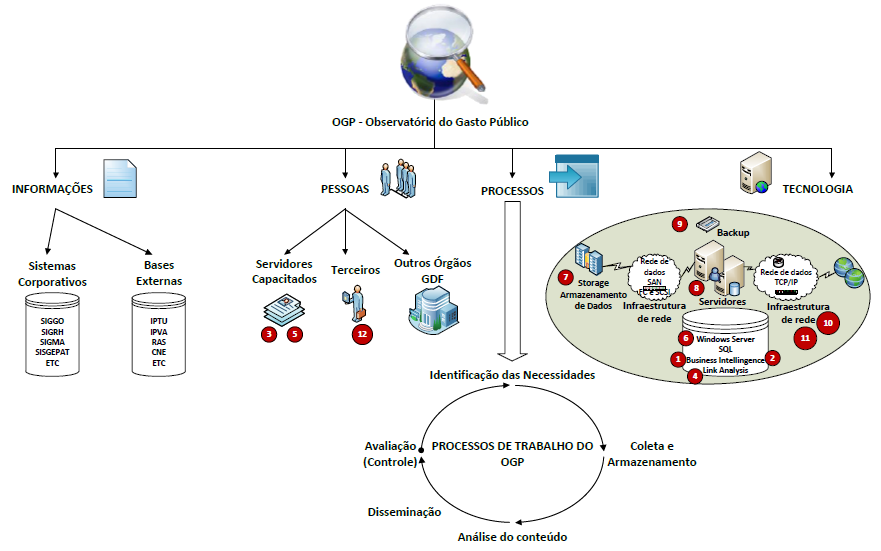 OGP - Observatório do Gasto Público
INFORMAÇÕES
PESSOAS
PROCESSOS
TECNOLOGIA
Sistemas
Corporativos
SIGGO
SIGRH
SIGMA
SISGEPAT
ETC
Bases
Externas
IPTU
IPVA
RAS
CNE
ETC
Servidores
Capacitados
3
5
Terceiros
12
Outros Órgãos
GDF
9
Backup
7
Storage
Armazenamento
de Dados
Rede de
dados
SAN
FC e SCSI
Infraestrutura
de rede
8
Servidores
Rede de dados
TCP/IP
Infraestrutura
de rede
10
11
6
Windows Server
SQL
1
Business Intellingence
2
4
Link Analysis
Identificação das Necessidades
PROCESSOS DE TRABALHO DO
OGP
Coleta e
Armazenamento
Análise do conteúdo
Disseminação
Avaliação
(Controle)